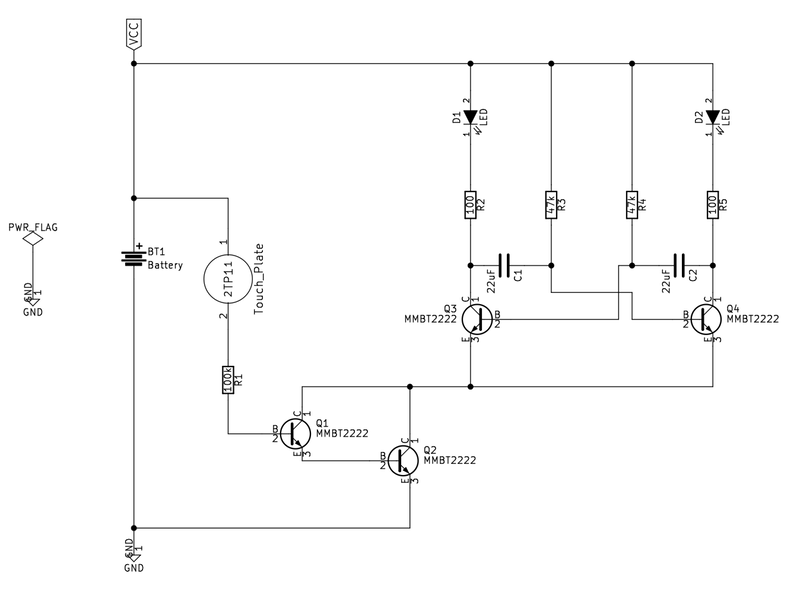 VCC
D1
2
1
LED
D2
2
1
LED
100
R2
47k
R3
47k
R4
100
R5
PWR_FLAG
GND
1
GND
+
BT1
Battery
1
2TP11
2
Touch_Plate
22uF
C1
22uF
C2
Q3
MMBT2222
C
1
B
2
E
3
Q4
MMBT2222
C
1
B
2
E
3
100k
R1
Q1
MMBT2222
C
1
B
2
E
3
Q2
MMBT2222
C
1
B
2
E
3
GND
1
GND